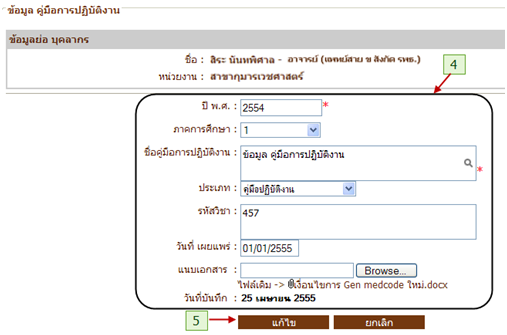 ข้อมูล คู่มือการปฏิบัติงาน
ข้อมูลย่อ บุคลากร
ชื่อ : สิระ นันทพิศาล - อาจารย์ (แพทย์สาย ข สังกัด รพธ.)
หน่วยงาน : สาขากุมารเวชศาสตร์
4
ปี พ.ศ. : 2554 *
ภาคการศึกษา : 1
ชื่อคู่มือการปฏิบัติงาน : ข้อมูล คู่มือการปฏิบัติงาน *
ประเภท : คู่มือปฏิบัติงาน
รหัสวิชา : 457
วันที่ เผยแพร่ : 01/01/2555
แนบเอกสาร : Browse...
ไฟล์เดิม -> @เงื่อนไขการ Gen medcode ใหม่.docx
วันที่บันทึก : 25 เมษายน 2555
5 แก้ไข ยกเลิก